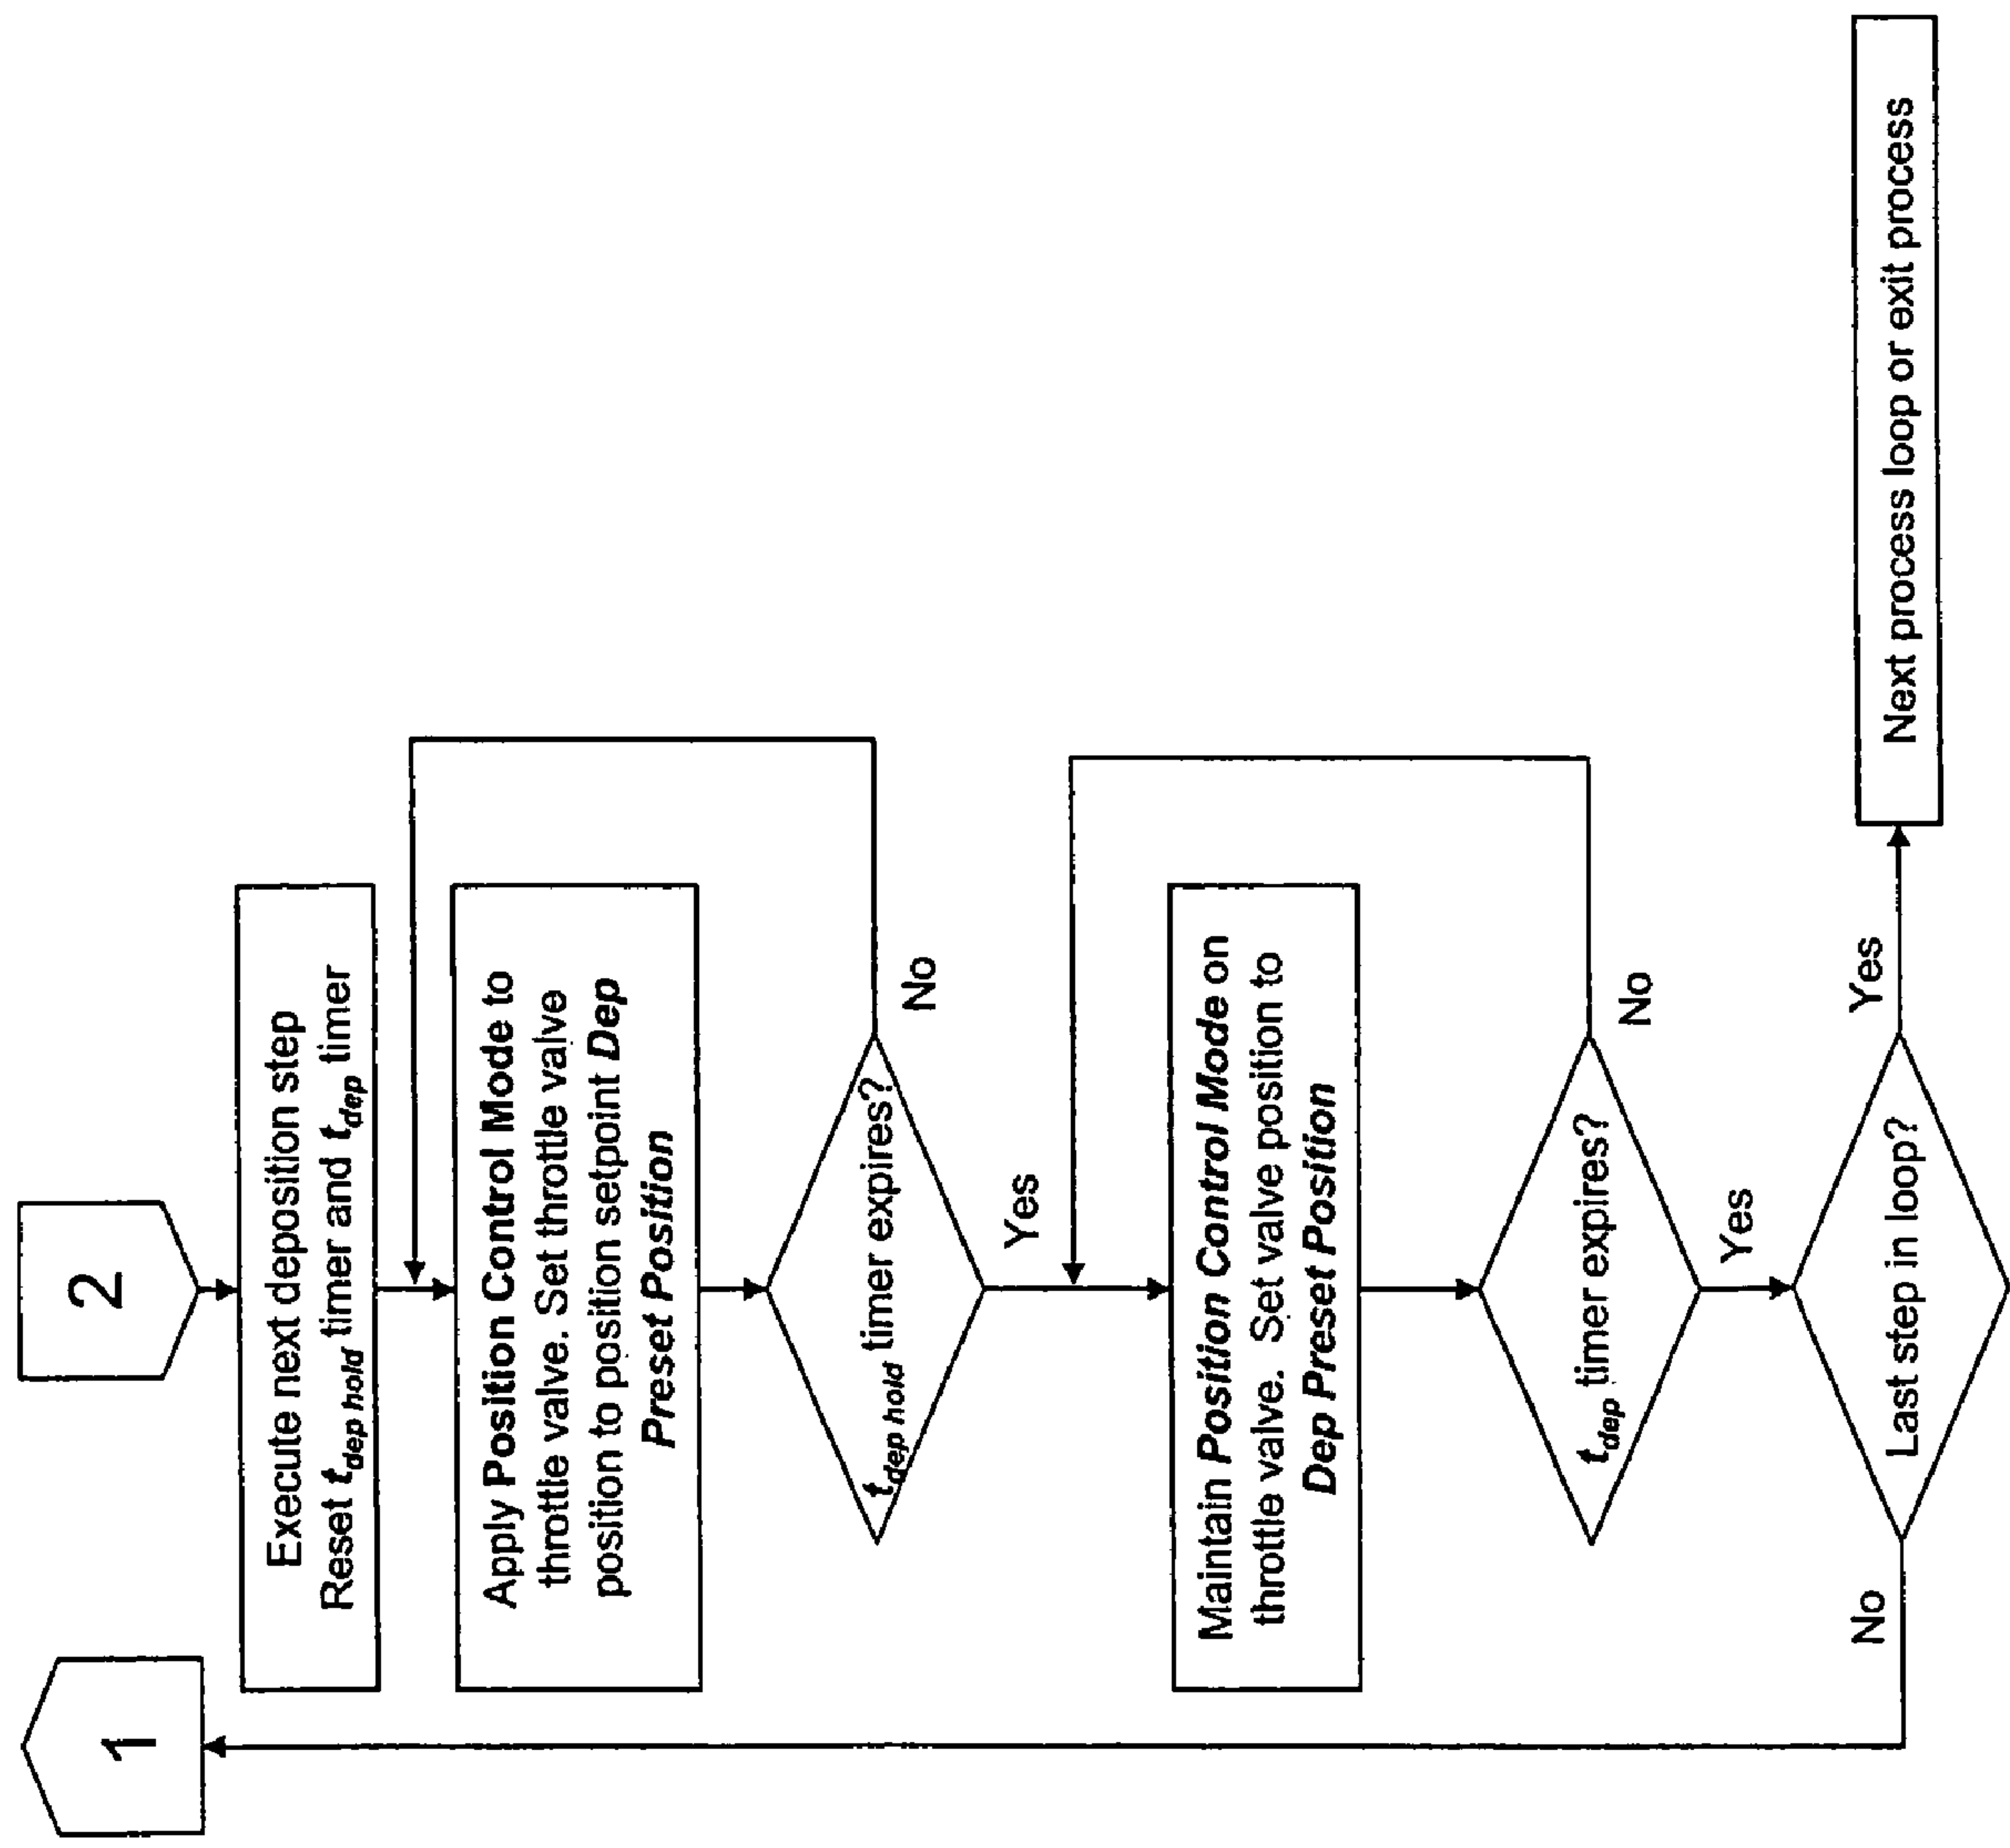 1
2
Execute next deposition step
Reset t_dep hold timer and t_dep timer
Apply Position Control Mode to
throttle valve. Set throttle valve
position to position setpoint Dep
Preset Position
t_dep hold timer expires?
No
Yes
Maintain Position Control Mode on
throttle valve. Set valve position to
Dep Preset Position
t_dep timer expires?
No
Yes
Last step in loop?
No
Yes
Next process loop or exit process